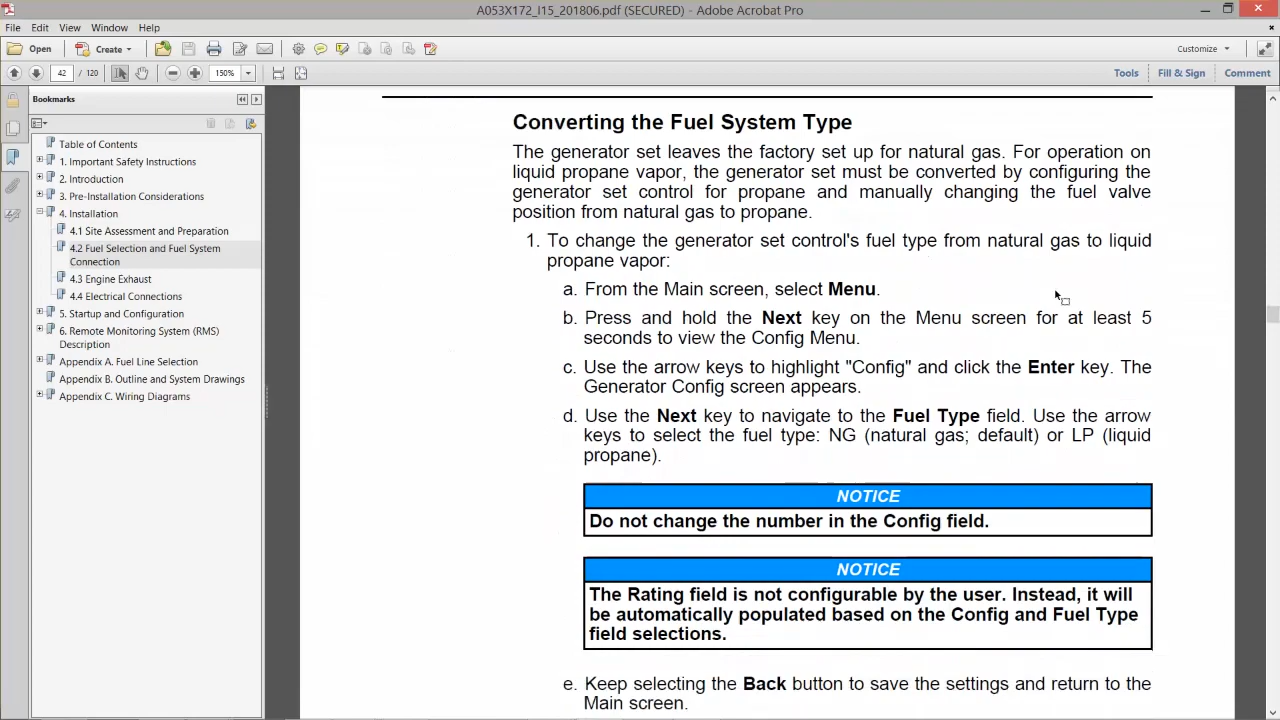 A053X172_I15_201806.pdf (SECURED) - Adobe Acrobat Pro
File Edit View Window Help
Open Create Customize
42 / 120 150% Tools Fill & Sign Comment
Bookmarks
Table of Contents
1. Important Safety Instructions
2. Introduction
3. Pre-Installation Considerations
4. Installation
4.1 Site Assessment and Preparation
4.2 Fuel Selection and Fuel System
Connection
4.3 Engine Exhaust
4.4 Electrical Connections
5. Startup and Configuration
6. Remote Monitoring System (RMS)
Description
Appendix A. Fuel Line Selection
Appendix B. Outline and System Drawings
Appendix C. Wiring Diagrams
Converting the Fuel System Type
The generator set leaves the factory set up for natural gas. For operation on
liquid propane vapor, the generator set must be converted by configuring the
generator set control for propane and manually changing the fuel valve
position from natural gas to propane.
1. To change the generator set control's fuel type from natural gas to liquid
propane vapor:
a. From the Main screen, select Menu.
b. Press and hold the Next key on the Menu screen for at least 5
seconds to view the Config Menu.
c. Use the arrow keys to highlight "Config" and click the Enter key. The
Generator Config screen appears.
d. Use the Next key to navigate to the Fuel Type field. Use the arrow
keys to select the fuel type: NG (natural gas; default) or LP (liquid
propane).
NOTICE
Do not change the number in the Config field.
NOTICE
The Rating field is not configurable by the user. Instead, it will
be automatically populated based on the Config and Fuel Type
field selections.
e. Keep selecting the Back button to save the settings and return to the
Main screen.